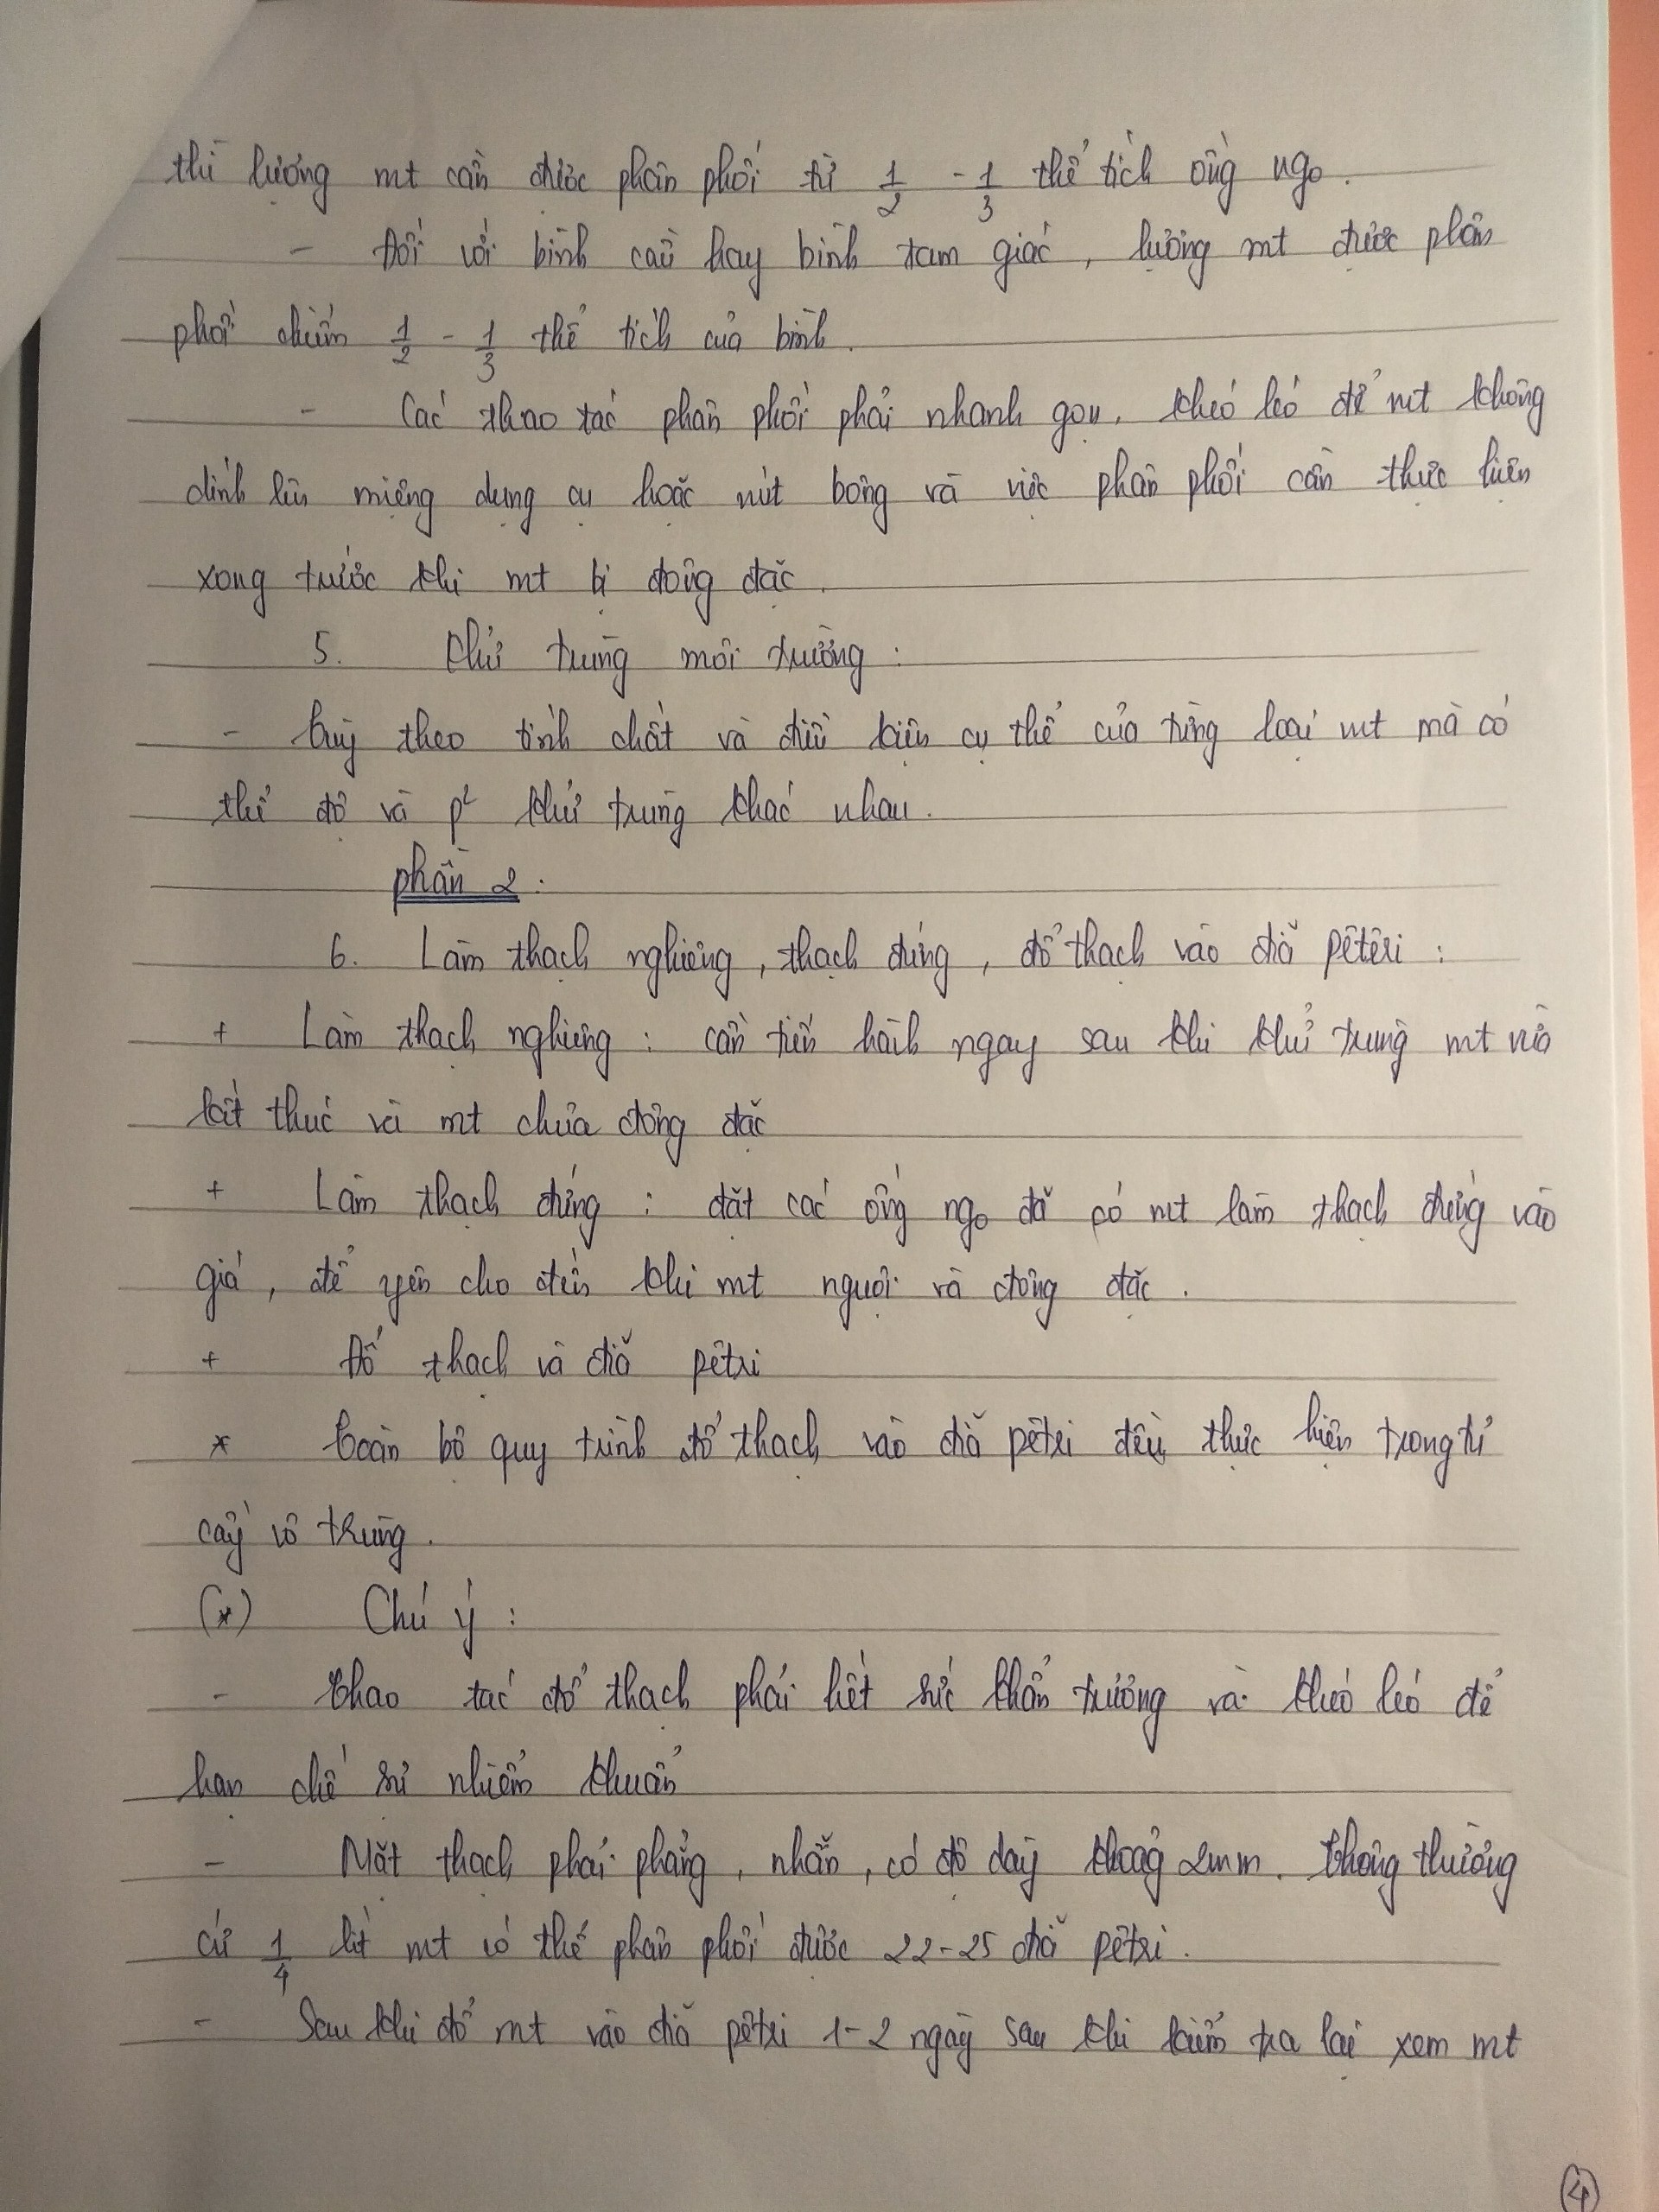 thì lượng mt cần được phân phối từ 1/2 - 1/3 thể tích ống ngo.
- Đối với bình cầu hay bình tam giác, lượng mt được phân
phối chiếm 1/2 - 1/3 thể tích của bình.
- Các thao tác phân phối phải nhanh gọn, khéo léo để mt không
dính lên miệng dụng cụ hoặc nút bông và việc phân phối cần thực hiện
xong trước khi mt bị đông đặc.
5. Khử trùng môi trường :
- Tùy theo tính chất và điều kiện cụ thể của từng loại mt mà có
thể độ và p² khử trùng khác nhau.
phần 2.
6. Làm thạch nghiêng, thạch đứng, đổ thạch vào đĩa pêtêri :
+ Làm thạch nghiêng : cần tiến hành ngay sau khi khử trùng mt vừa
kết thúc và mt chưa đông đặc
+ Làm thạch đứng : đặt các ống ngo đã có mt làm thạch đứng vào
giá, để yên cho đến khi mt nguội và đông đặc.
+ Đổ thạch và đĩa pêtri
* Toàn bộ quy trình đổ thạch vào đĩa pêtri đều thực hiện trong tủ
cấy vô trùng.
(*) Chú ý :
- Thao tác đổ thạch phải hết sức khẩn trương và khéo léo để
hạn chế sự nhiễm khuẩn
- Mặt thạch phải phẳng, nhẵn, có độ dày khoảng 2mm. Thông thường
cứ 1/4 lít mt có thể phân phối được 22-25 đĩa pêtri.
- Sau khi đổ mt vào đĩa pêtri 1-2 ngày sau khi kiểm tra lại xem mt
4